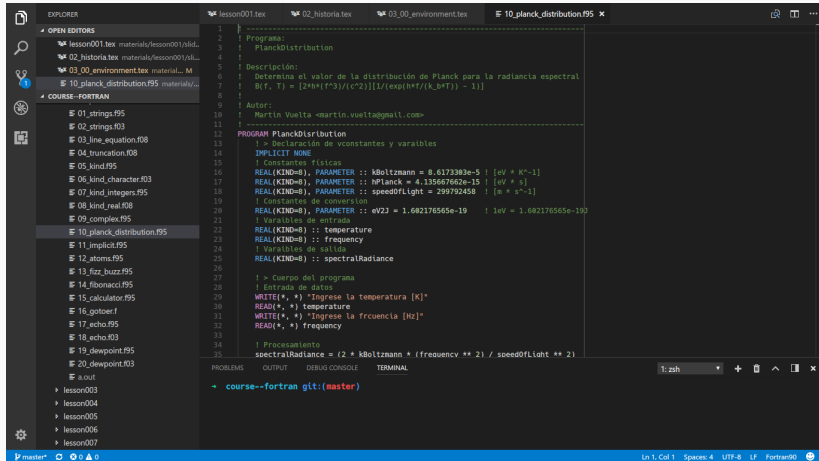 EXPLORER
OPEN EDITORS
lesson001.tex materials/lesson001/slid...
02_historia.tex materials/lesson001/sli...
03_00_environment.tex material... M
10_planck_distribution.f95 materials/...
COURSE--FORTRAN
01_strings.f95
02_strings.f03
03_line_equation.f08
04_truncation.f08
05_kind.f95
06_kind_character.f03
07_kind_integers.f95
08_kind_real.f08
09_complex.f95
10_planck_distribution.f95
11_implicit.f95
12_atoms.f95
13_fizz_buzz.f95
14_fibonacci.f95
15_calculator.f95
16_gotoer.f
17_echo.f95
18_echo.f03
19_dewpoint.f95
20_dewpoint.f03
a.out
lesson003
lesson004
lesson005
lesson006
lesson007
lesson001.tex 02_historia.tex 03_00_environment.tex 10_planck_distribution.f95
1 ! ------------------------------------------------------------------------------
2 ! Programa:
3 ! PlanckDistribution
4 !
5 ! Descripción:
6 ! Determina el valor de la distribución de Planck para la radiancia espectral
7 ! B(f, T) = [2*h*(f^3)/(c^2)][1/(exp(h*f/(k_b*T)) - 1)]
8 !
9 ! Autor:
10 ! Martin Vuelta <martin.vuelta@gmail.com>
11 ! ------------------------------------------------------------------------------
12 PROGRAM PlanckDisribution
13 ! > Declaración de vconstantes y varaibles
14 IMPLICIT NONE
15 ! Constantes físicas
16 REAL(KIND=8), PARAMETER :: kBoltzmann = 8.6173303e-5 ! [eV * K^-1]
17 REAL(KIND=8), PARAMETER :: hPlanck = 4.135667662e-15 ! [eV * s]
18 REAL(KIND=8), PARAMETER :: speedOfLight = 299792458 ! [m * s^-1]
19 ! Constantes de conversion
20 REAL(KIND=8), PARAMETER :: eV2J = 1.602176565e-19 ! 1eV = 1.602176565e-19J
21 ! Varaibles de entrada
22 REAL(KIND=8) :: temperature
23 REAL(KIND=8) :: frequency
24 ! Varaibles de salida
25 REAL(KIND=8) :: spectralRadiance
26
27 ! > Cuerpo del programa
28 ! Entrada de datos
29 WRITE(*, *) "Ingrese la temperatura [K]"
30 READ(*, *) temperature
31 WRITE(*, *) "Ingrese la frcuencia [Hz]"
32 READ(*, *) frequency
33
34 ! Procesamiento
35 spectralRadiance = (2 * kBoltzmann * (frequency ** 2) / speedOfLight ** 2)
PROBLEMS OUTPUT DEBUG CONSOLE TERMINAL 1: zsh
→ course--fortran git:(master)
master* 0 0 Ln 1, Col 1 Spaces: 4 UTF-8 LF Fortran90